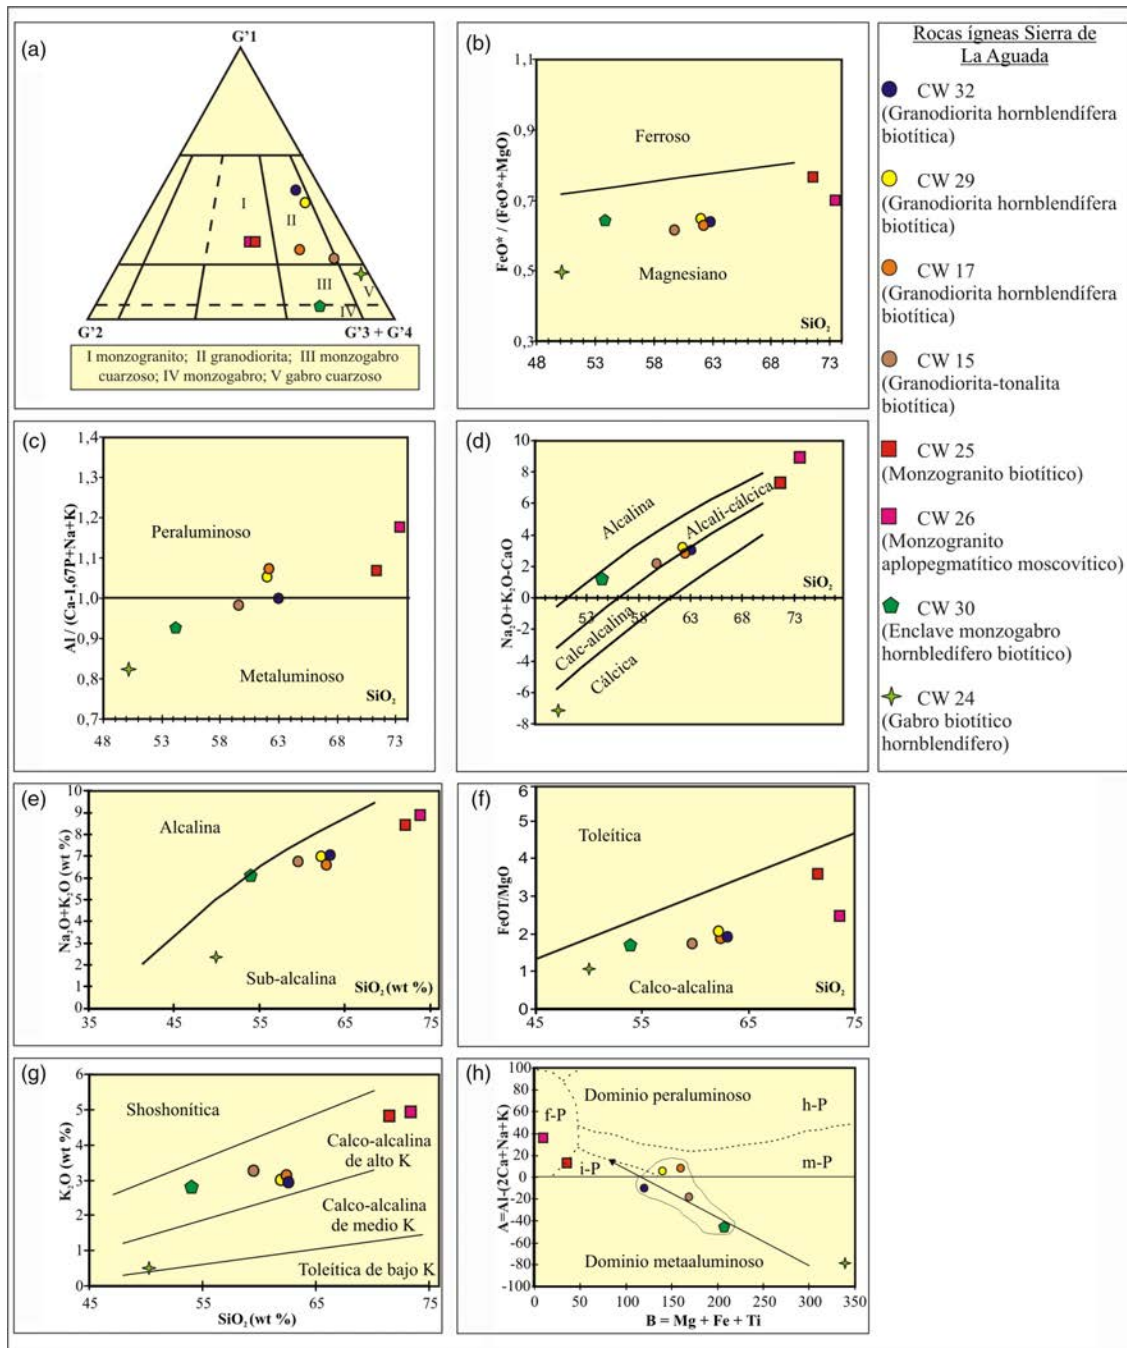 (a)
G'1
I
II
III
IV
V
G'2
G'3 + G'4
I monzogranito; II granodiorita; III monzogabro
cuarzoso; IV monzogabro; V gabro cuarzoso
(b)
1,1
0,9
0,7
0,5
0,3
FeO* / (FeO*+MgO)
Ferroso
Magnesiano
SiO₂
48 53 58 63 68 73
Rocas ígneas Sierra de
La Aguada
CW 32
(Granodiorita hornblendífera
biotítica)
CW 29
(Granodiorita hornblendífera
biotítica)
CW 17
(Granodiorita hornblendífera
biotítica)
CW 15
(Granodiorita-tonalita
biotítica)
CW 25
(Monzogranito biotítico)
CW 26
(Monzogranito
aplopegmatítico moscovítico)
CW 30
(Enclave monzogabro
hornbledífero biotítico)
CW 24
(Gabro biotítico
hornblendífero)
(c)
1,4
1,3
1,2
1,1
1,0
0,9
0,8
0,7
Al / (Ca-1,67P+Na+K)
Peraluminoso
Metaluminoso
SiO₂
48 53 58 63 68 73
(d)
10
8
6
4
2
0
-2
-4
-6
-8
Na₂O+K₂O-CaO
Alcalina
Alcali-cálcica
Calc-alcalina
Cálcica
SiO₂
53 58 63 68 73
(e)
10
9
8
7
6
5
4
3
2
1
0
Na₂O+K₂O (wt %)
Alcalina
Sub-alcalina
SiO₂ (wt %)
35 45 55 65 75
(f)
6
5
4
3
2
1
0
FeOT/MgO
Toleítica
Calco-alcalina
SiO₂
45 55 65 75
(g)
6
5
4
3
2
1
0
K₂O (wt %)
Shoshonítica
Calco-alcalina
de alto K
Calco-alcalina
de medio K
Toleítica de bajo K
45 55 65 75
SiO₂ (wt %)
(h)
100
80
60
40
20
0
-20
-40
-60
-80
-100
A=Al-(2Ca+Na+K)
Dominio peraluminoso
f-P
h-P
i-P
m-P
Dominio metaaluminoso
0 50 100 150 200 250 300 350
B = Mg + Fe + Ti